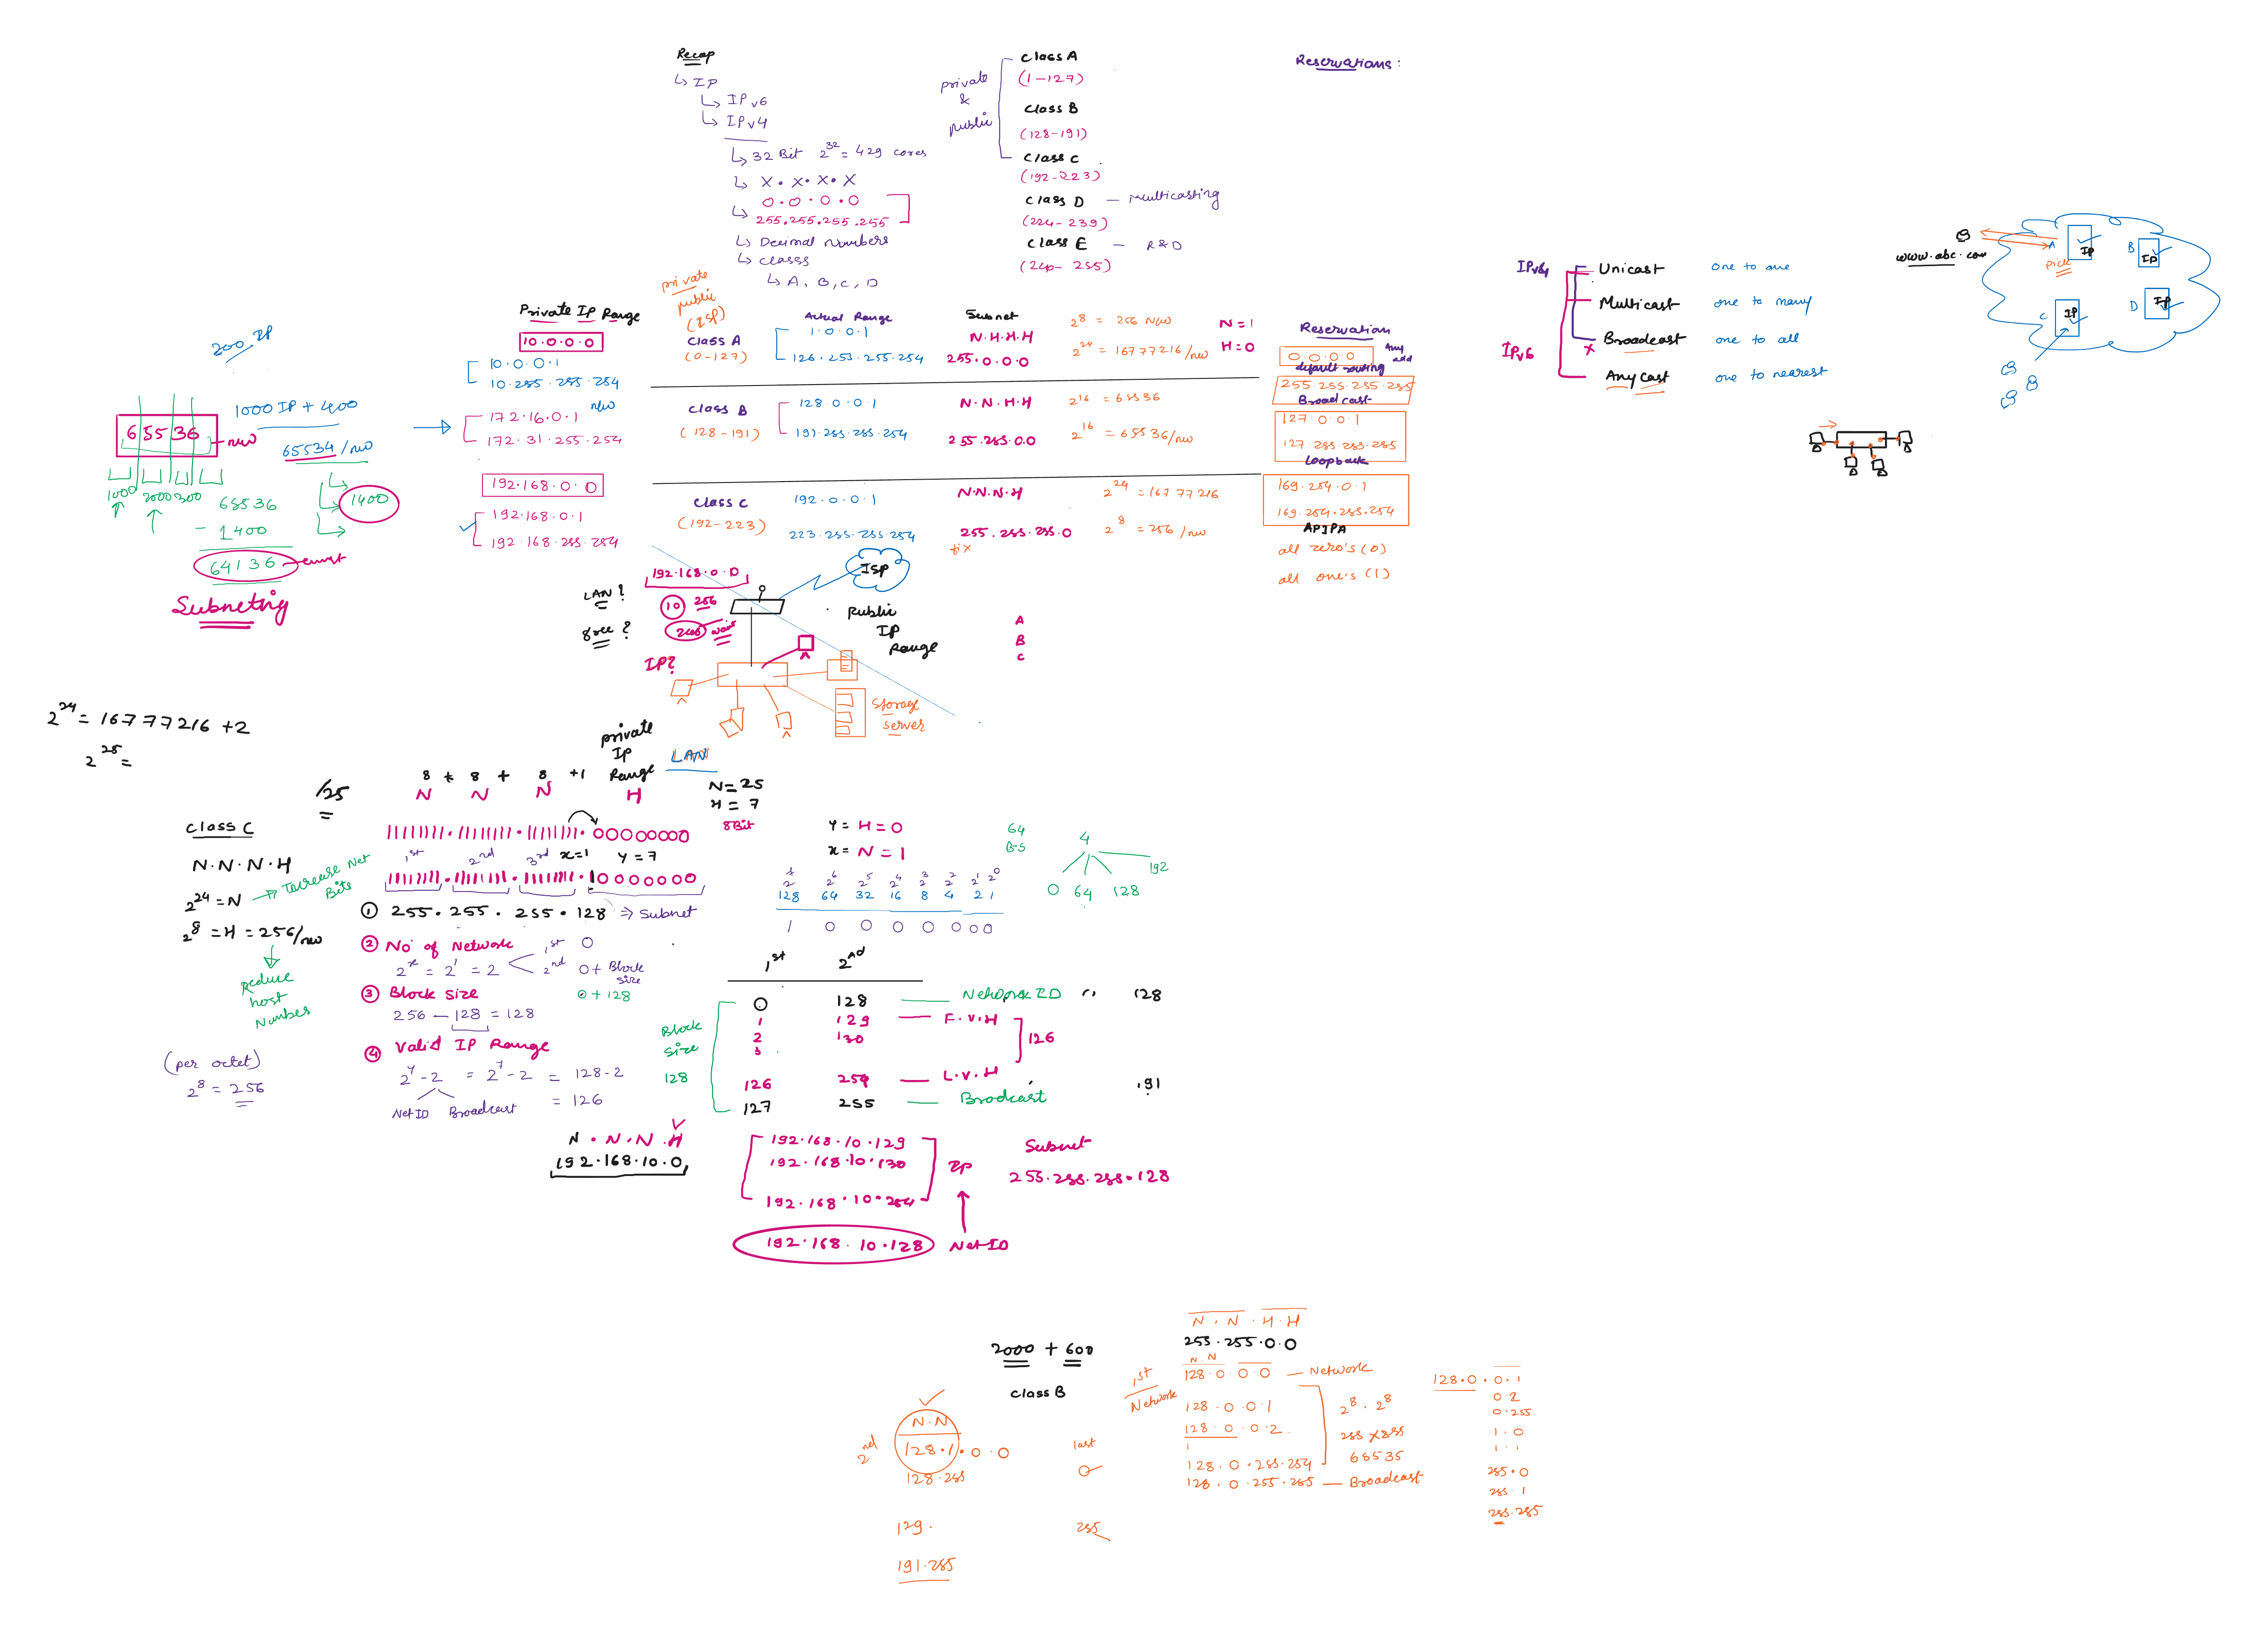 Recap
↳ IP
↳ IPv6
↳ IPv4
↳ 32 Bit 2^32 = 429 cores
↳ X.X.X.X
↳ 0.0.0.0
255.255.255.255
↳ Decimal Numbers
↳ classs
↳ A, B, C, D
private
&
public
Class A
(1-127)
Class B
(128-191)
Class C
(192-223)
Class D — Multicasting
(224-239)
Class E — R&D
(240-255)
Reservations:
IPv4
Unicast one to one
Multicast one to many
Broadcast one to all
IPv6
X
Any Cast one to nearest
www.abc.com
A IP
pick
B IP
C IP
D IP
Private IP Range
10.0.0.0
10.0.0.1
10.255.255.254
172.16.0.1 n/w
172.31.255.254
192.168.0.0
192.168.0.1
192.168.255.254
private
public
(ISP)
Class A
(0-127)
Actual Range
1.0.0.1
126.253.255.254
Subnet
N.H.H.H
255.0.0.0
2^8 = 256 N/w
2^24 = 16777216/nw
N=1
H=0
Class B
(128-191)
128.0.0.1
191.255.255.254
N.N.H.H
255.255.0.0
2^16 = 65536
2^16 = 65536/nw
Class C
(192-223)
192.0.0.1
223.255.255.254
N.N.N.H
255.255.255.0
fix
2^24 = 16777216
2^8 = 256/nw
Reservation
0.0.0.0 Any add
default routing
255.255.255.255
Broad cast
127.0.0.1
127.255.255.255
Loopback
169.254.0.1
169.254.255.254
APIPA
all zero's (0)
all one's (1)
200 IP
1000 IP + 400
65536 nw
65534/nw
1000 2000 300
65536
- 1400
64136
1400
Subneting
LAN?
free?
IP?
192.168.0.0
10 256
246
ISP
public
IP
Range
A
B
C
storage
server
private
IP
Range
LAN
2^24 = 16777216 +2
2^25 =
/25
8 + 8 + 8 +1
N N N H
N=25
H=7
8Bit
11111111.11111111.11111111.00000000
1st 2nd 3rd x=1 y=7
11111111.11111111.11111111.10000000
Class C
N.N.N.H
2^24 = N → Increase Net Bits
2^8 = H = 256/nw
Reduce
host
Number
(per octet)
2^8 = 256
① 255.255.255.128 ⇒ Subnet
② No of Network
2^x = 2^1 = 2
1st 0
2nd 0 + Block size
0 + 128
③ Block Size
256 - 128 = 128
④ Valid IP Range
2^y - 2 = 2^7 - 2 = 128-2
= 126
Net ID Broadcast
Y = H = 0
x = N = 1
64
B-S
4
0 64 128 192
2^7 2^6 2^5 2^4 2^3 2^2 2^1 2^0
128 64 32 16 8 4 2 1
1 0 0 0 0 0 0 0
1st 2nd
0 128 — Network ID 128
1 129 — F.V.H
2 130
3
126
126 254 — L.V.H
127 255 — Brodcast
Block
Size
128
191
N.N.N.H
192.168.10.0
192.168.10.129
192.168.10.130
192.168.10.254
IP
192.168.10.128 Net ID
Subnet
255.255.255.128
2000 + 600
Class B
N.N
128.1.0.0
2nd
128.255
129.
191.255
last
0
255
N.N.H.H
255.255.0.0
N.N
1st
Network
128.0.0.0 — Network
128.0.0.1
128.0.0.2
128.0.255.254
128.0.255.255 — Broadcast
2^8 . 2^8
255 X 255
65535
128.0.0.1
0.2
0.255
1.0
1.1
255.0
255.1
255.255